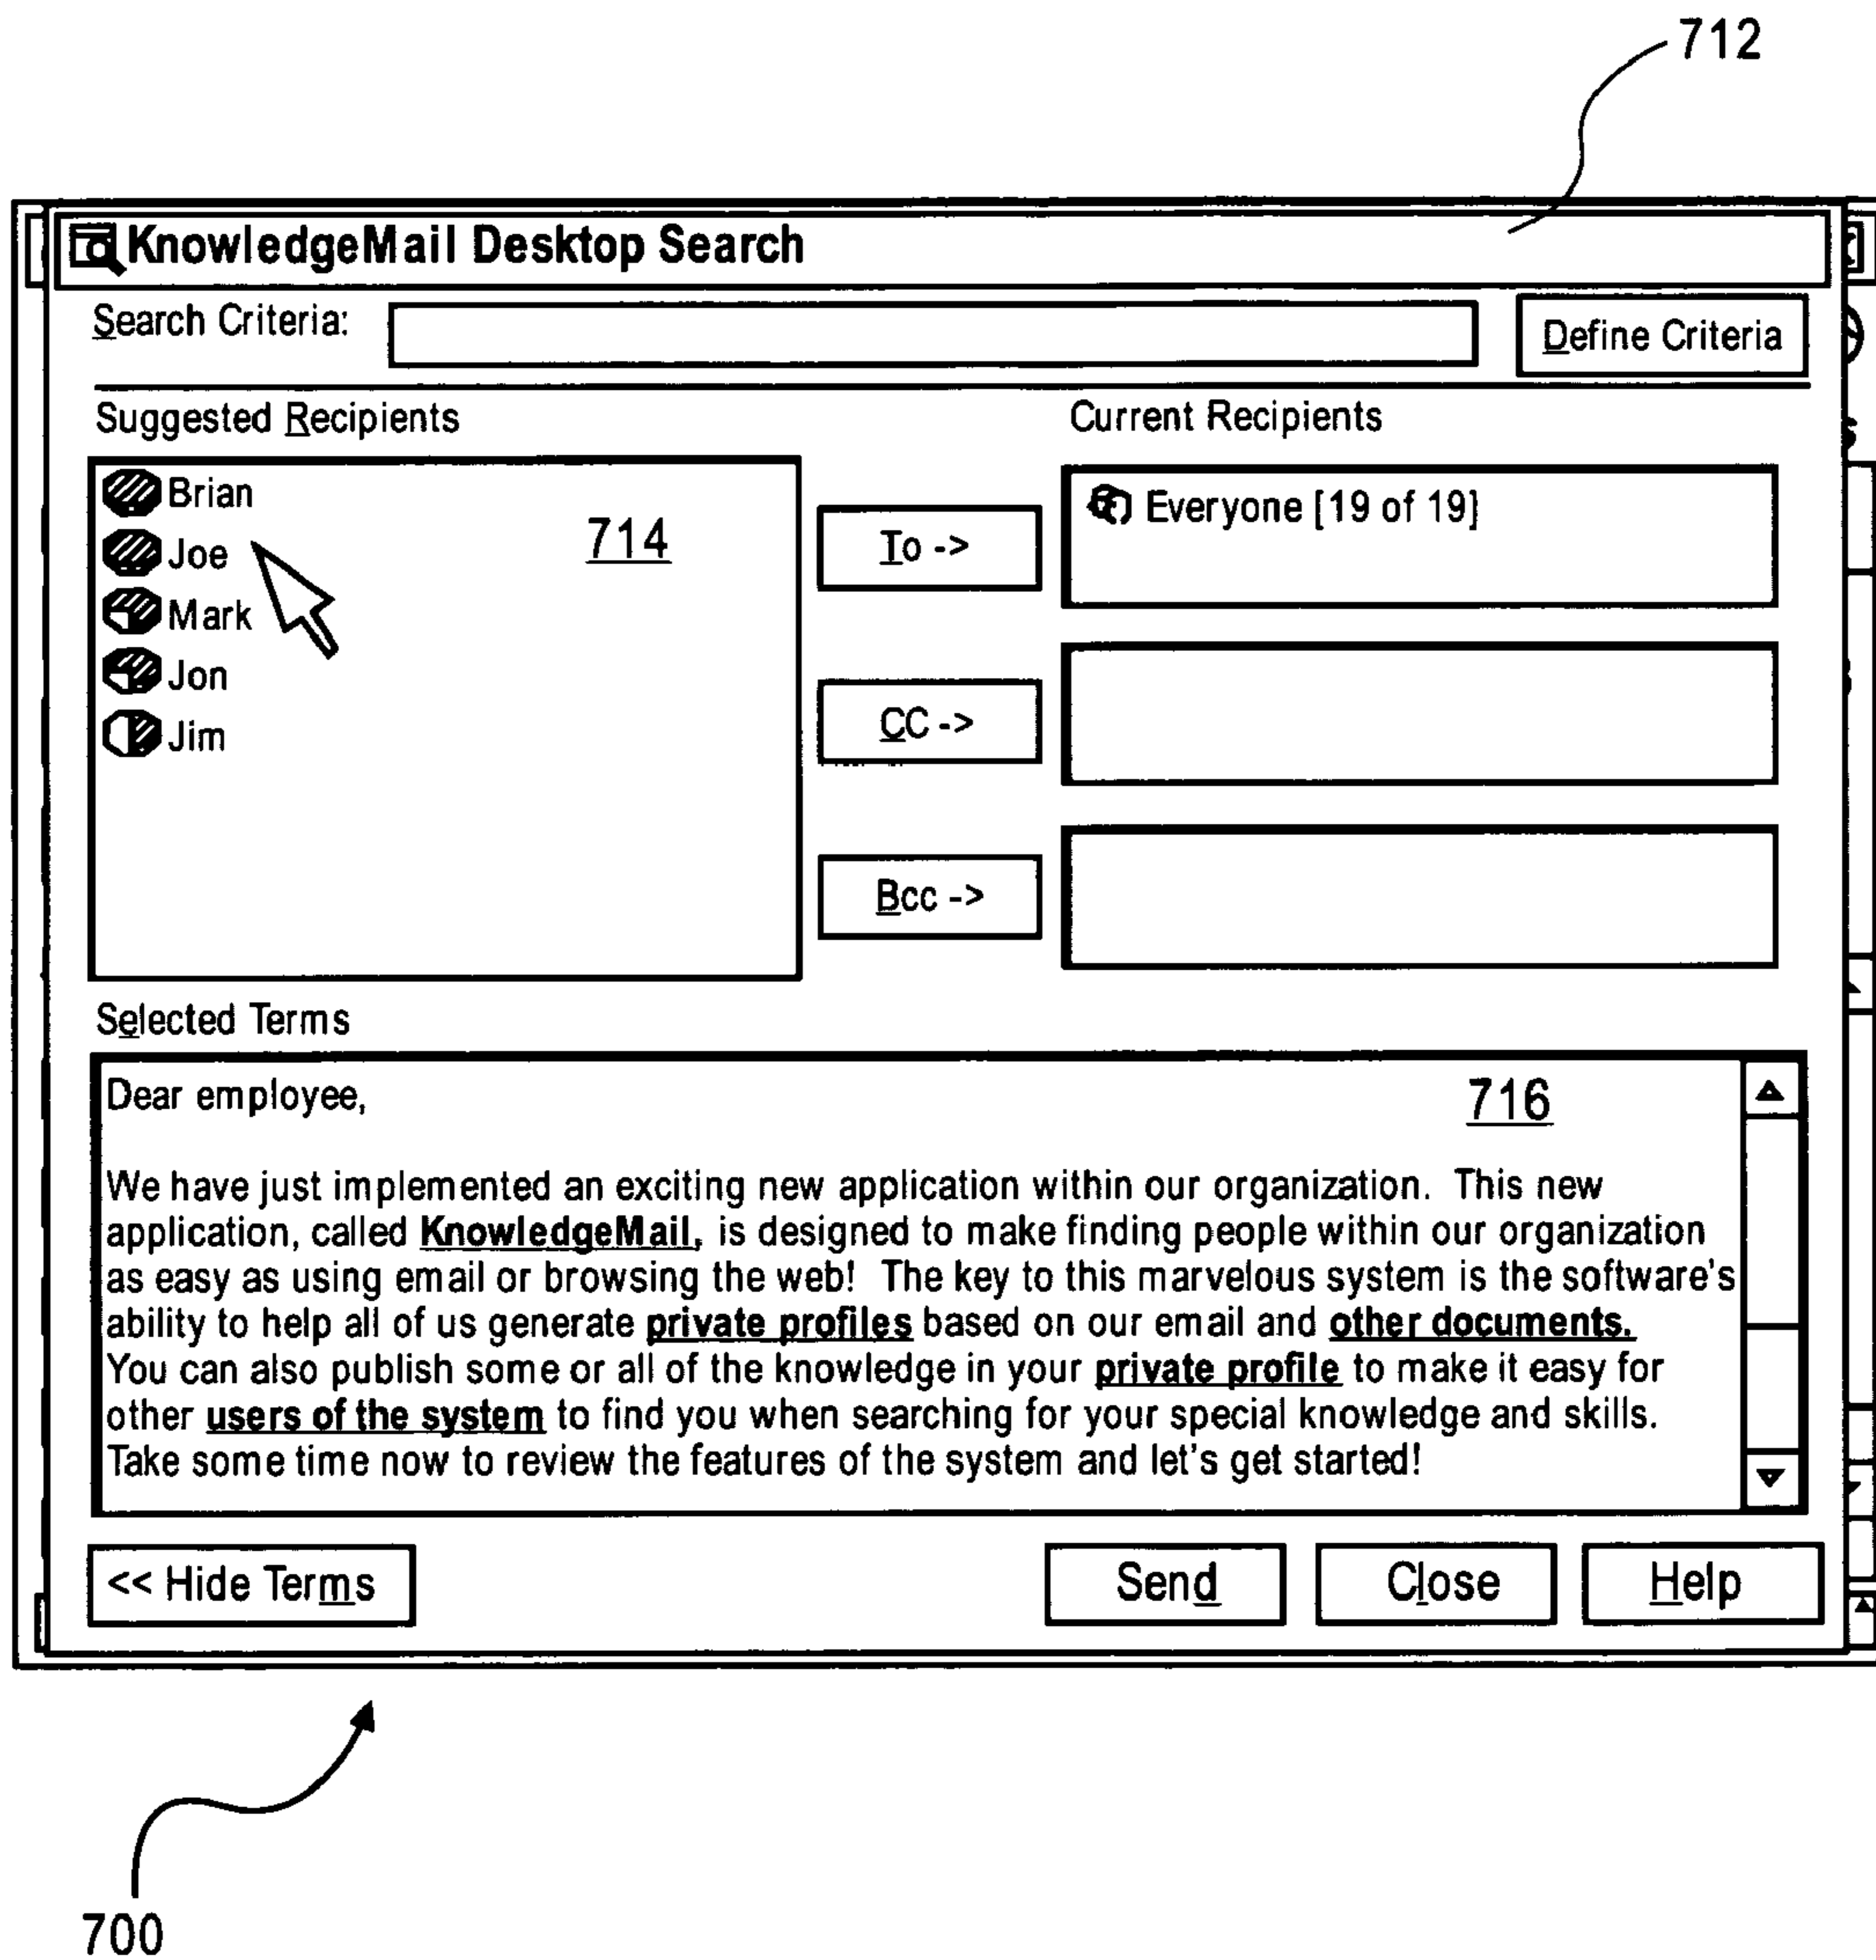 712
KnowledgeMail Desktop Search
Search Criteria:
Define Criteria
Suggested Recipients
Current Recipients
Brian
Joe
Mark
Jon
Jim
714
To ->
CC ->
Bcc ->
Everyone [19 of 19]
Selected Terms
716
Dear employee,
We have just implemented an exciting new application within our organization. This new
application, called KnowledgeMail, is designed to make finding people within our organization
as easy as using email or browsing the web! The key to this marvelous system is the software's
ability to help all of us generate private profiles based on our email and other documents.
You can also publish some or all of the knowledge in your private profile to make it easy for
other users of the system to find you when searching for your special knowledge and skills.
Take some time now to review the features of the system and let's get started!
<< Hide Terms
Send
Close
Help
700